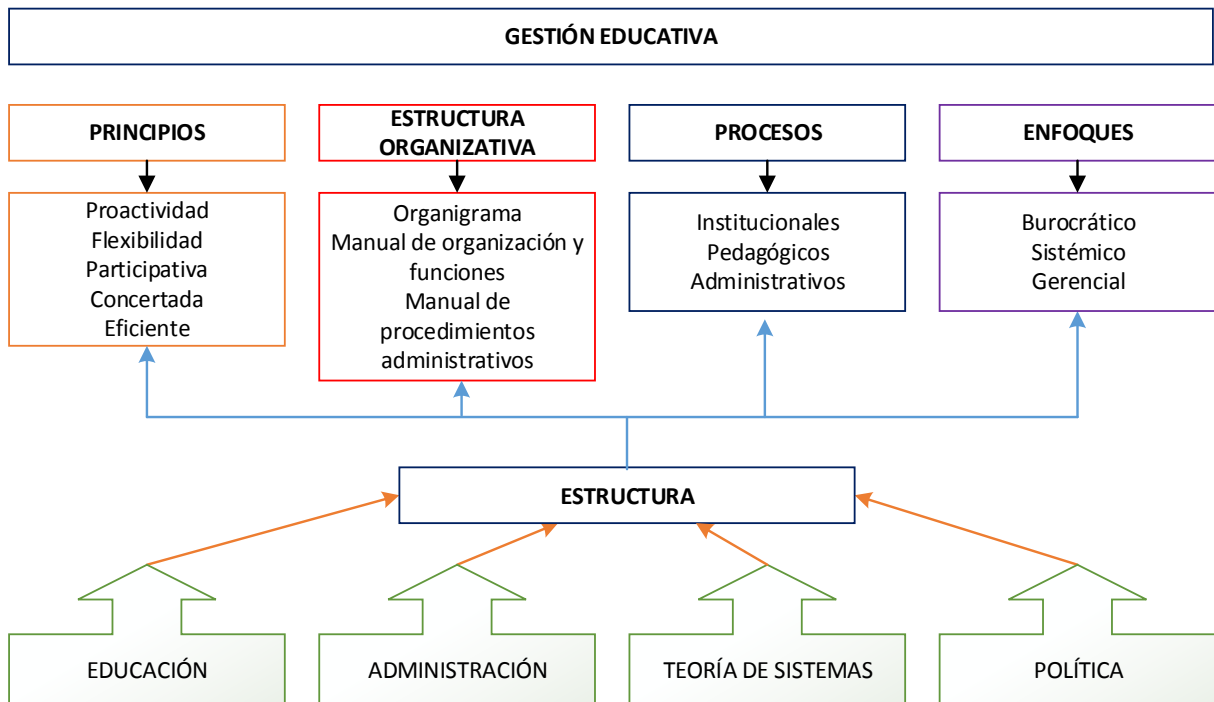 GESTIÓN EDUCATIVA
PRINCIPIOS
ESTRUCTURA
ORGANIZATIVA
PROCESOS
ENFOQUES
Proactividad
Flexibilidad
Participativa
Concertada
Eficiente
Organigrama
Manual de organización y
funciones
Manual de
procedimientos
administrativos
Institucionales
Pedagógicos
Administrativos
Burocrático
Sistémico
Gerencial
ESTRUCTURA
EDUCACIÓN
ADMINISTRACIÓN
TEORÍA DE SISTEMAS
POLÍTICA